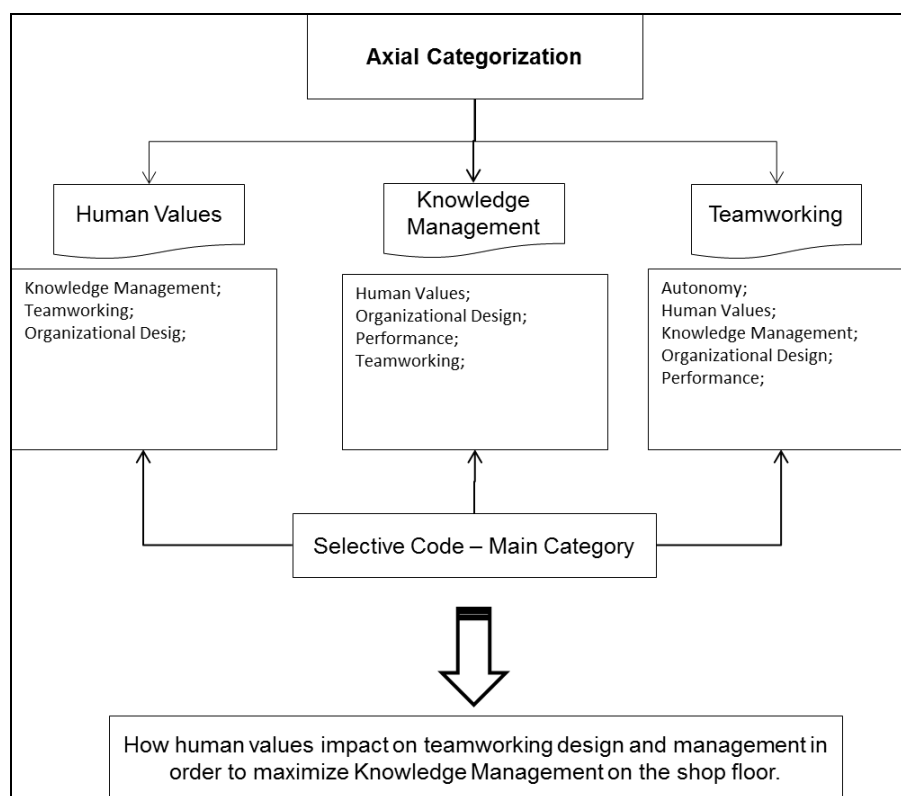 Axial Categorization
Human Values
Knowledge
Management
Teamworking
Knowledge Management;
Teamworking;
Organizational Desig;
Human Values;
Organizational Design;
Performance;
Teamworking;
Autonomy;
Human Values;
Knowledge Management;
Organizational Design;
Performance;
Selective Code – Main Category
How human values impact on teamworking design and management in
order to maximize Knowledge Management on the shop floor.